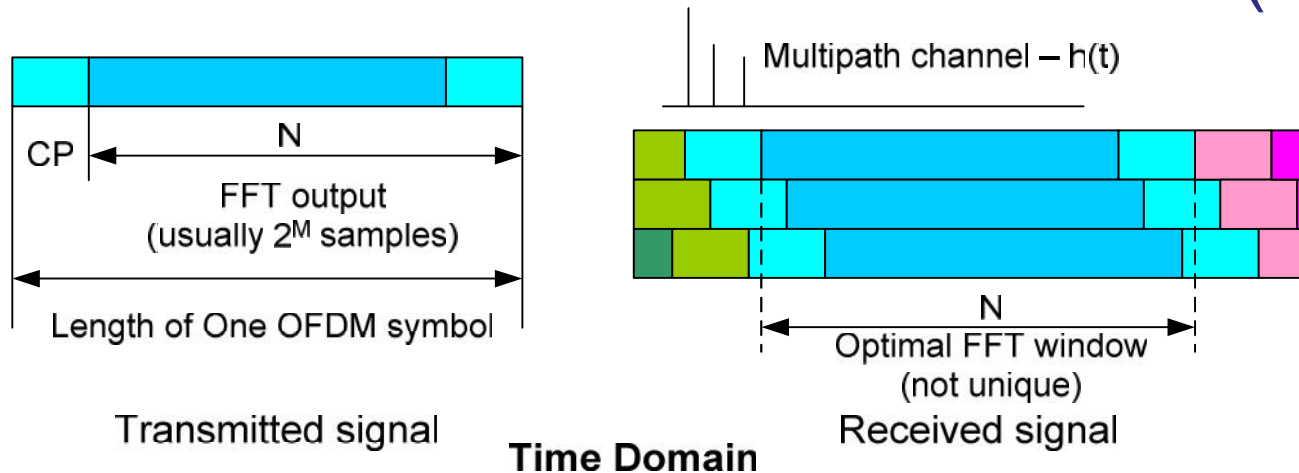 CP
N
FFT output
(usually 2ᴹ samples)
Length of One OFDM symbol
Transmitted signal
Multipath channel – h(t)
N
Optimal FFT window
(not unique)
Received signal
Time Domain